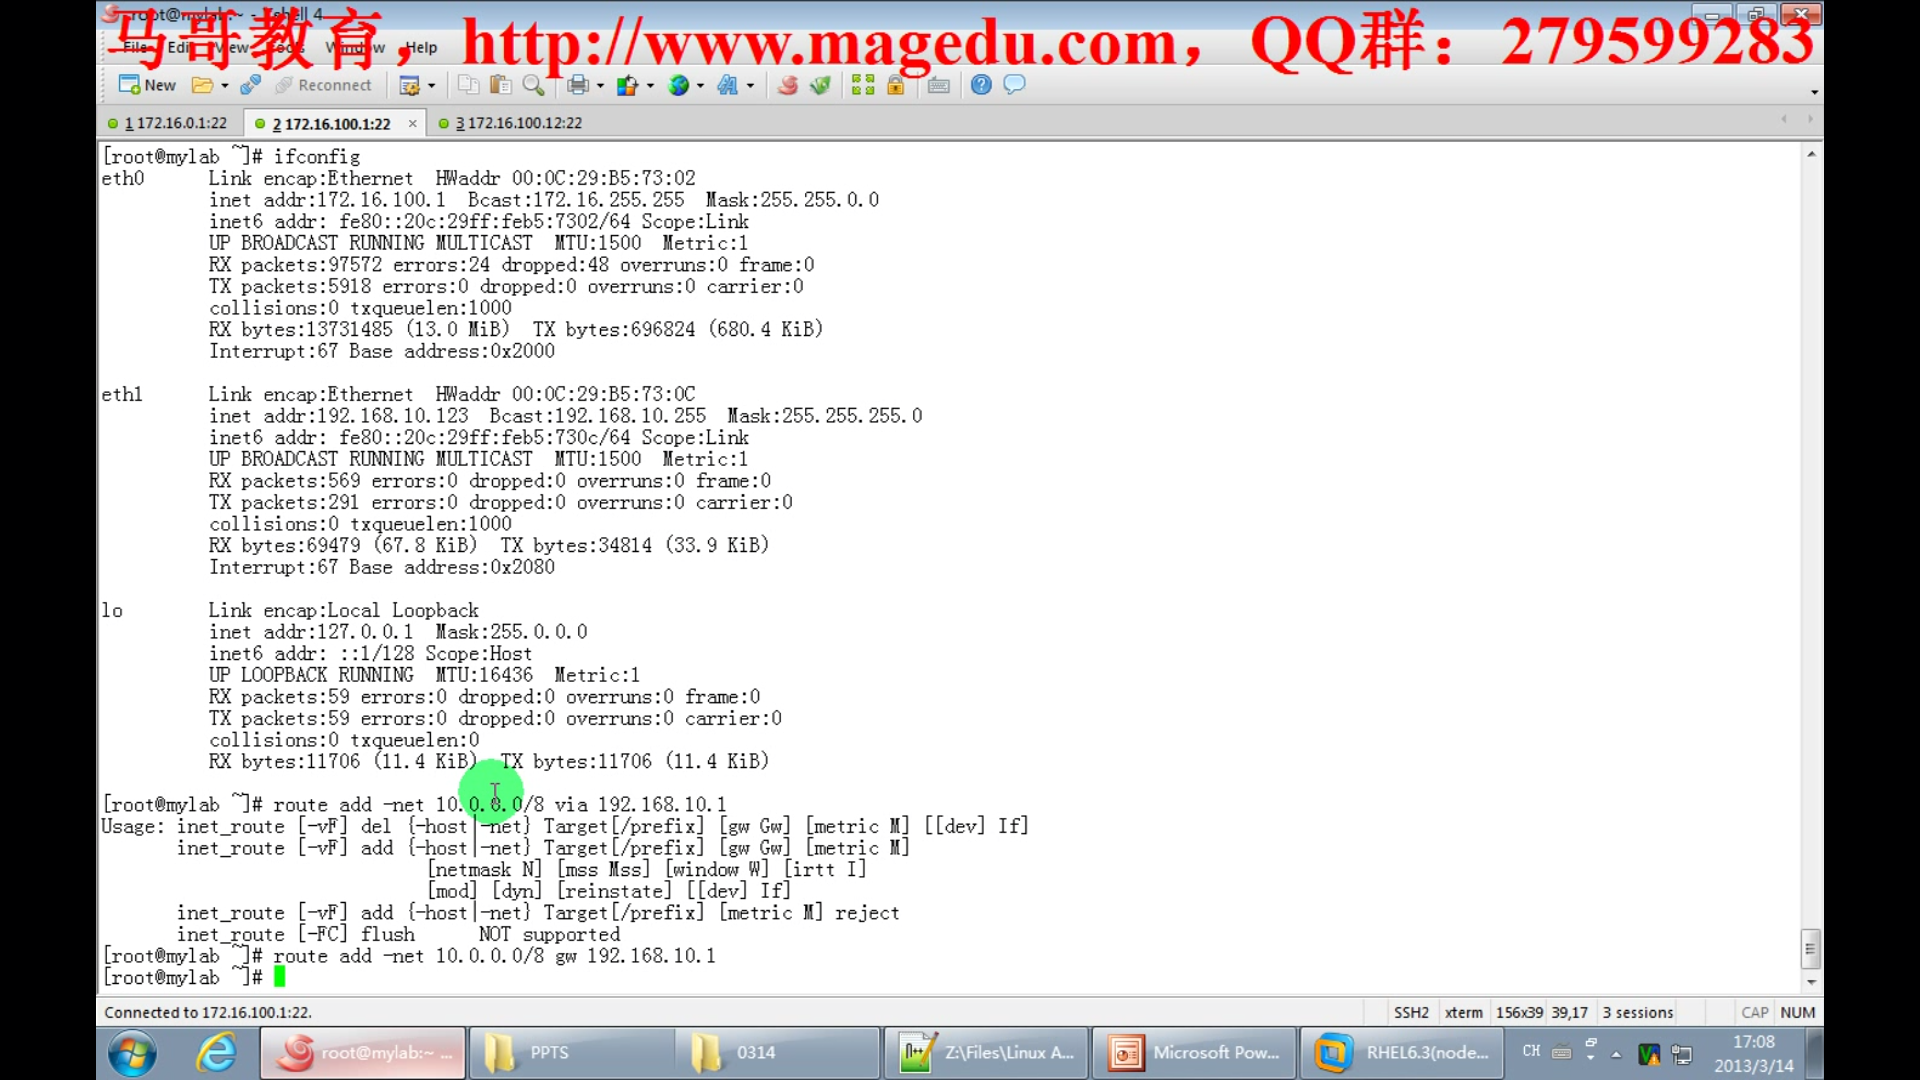 root@mylab:~ - Xshell 4
马哥教育，http://www.magedu.com，QQ群：279599283
File Edit View Tools Window Help
New Reconnect
1 172.16.0.1:22 2 172.16.100.1:22 3 172.16.100.12:22
[root@mylab ~]# ifconfig
eth0 Link encap:Ethernet HWaddr 00:0C:29:B5:73:02
inet addr:172.16.100.1 Bcast:172.16.255.255 Mask:255.255.0.0
inet6 addr: fe80::20c:29ff:feb5:7302/64 Scope:Link
UP BROADCAST RUNNING MULTICAST MTU:1500 Metric:1
RX packets:97572 errors:24 dropped:48 overruns:0 frame:0
TX packets:5918 errors:0 dropped:0 overruns:0 carrier:0
collisions:0 txqueuelen:1000
RX bytes:13731485 (13.0 MiB) TX bytes:696824 (680.4 KiB)
Interrupt:67 Base address:0x2000
eth1 Link encap:Ethernet HWaddr 00:0C:29:B5:73:0C
inet addr:192.168.10.123 Bcast:192.168.10.255 Mask:255.255.255.0
inet6 addr: fe80::20c:29ff:feb5:730c/64 Scope:Link
UP BROADCAST RUNNING MULTICAST MTU:1500 Metric:1
RX packets:569 errors:0 dropped:0 overruns:0 frame:0
TX packets:291 errors:0 dropped:0 overruns:0 carrier:0
collisions:0 txqueuelen:1000
RX bytes:69479 (67.8 KiB) TX bytes:34814 (33.9 KiB)
Interrupt:67 Base address:0x2080
lo Link encap:Local Loopback
inet addr:127.0.0.1 Mask:255.0.0.0
inet6 addr: ::1/128 Scope:Host
UP LOOPBACK RUNNING MTU:16436 Metric:1
RX packets:59 errors:0 dropped:0 overruns:0 frame:0
TX packets:59 errors:0 dropped:0 overruns:0 carrier:0
collisions:0 txqueuelen:0
RX bytes:11706 (11.4 KiB) TX bytes:11706 (11.4 KiB)
[root@mylab ~]# route add -net 10.0.8.0/8 via 192.168.10.1
Usage: inet_route [-vF] del {-host|-net} Target[/prefix] [gw Gw] [metric M] [[dev] If]
inet_route [-vF] add {-host|-net} Target[/prefix] [gw Gw] [metric M]
[netmask N] [mss Mss] [window W] [irtt I]
[mod] [dyn] [reinstate] [[dev] If]
inet_route [-vF] add {-host|-net} Target[/prefix] [metric M] reject
inet_route [-FC] flush NOT supported
[root@mylab ~]# route add -net 10.0.0.0/8 gw 192.168.10.1
[root@mylab ~]#
Connected to 172.16.100.1:22. SSH2 xterm 156x39 39,17 3 sessions CAP NUM
root@mylab:~ ... PPTS 0314 Z:\Files\Linux A... Microsoft Pow... RHEL6.3(node... CH 17:08
2013/3/14